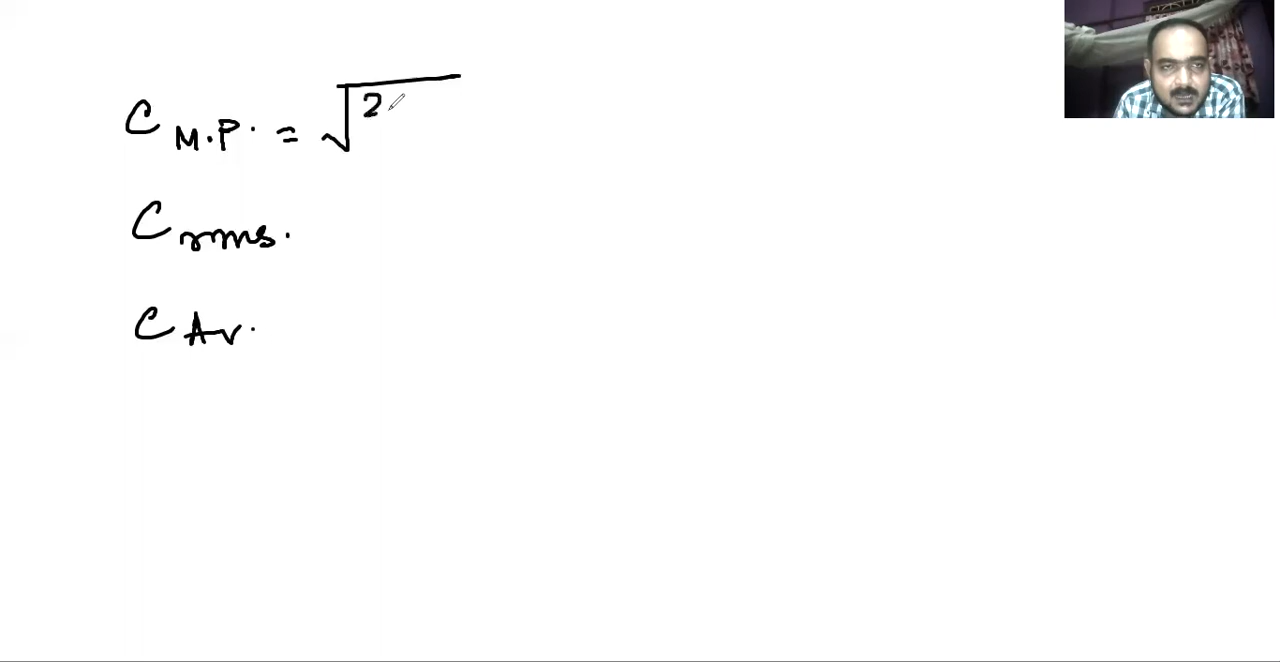 C M.P. = √2
C rms.
C Av.